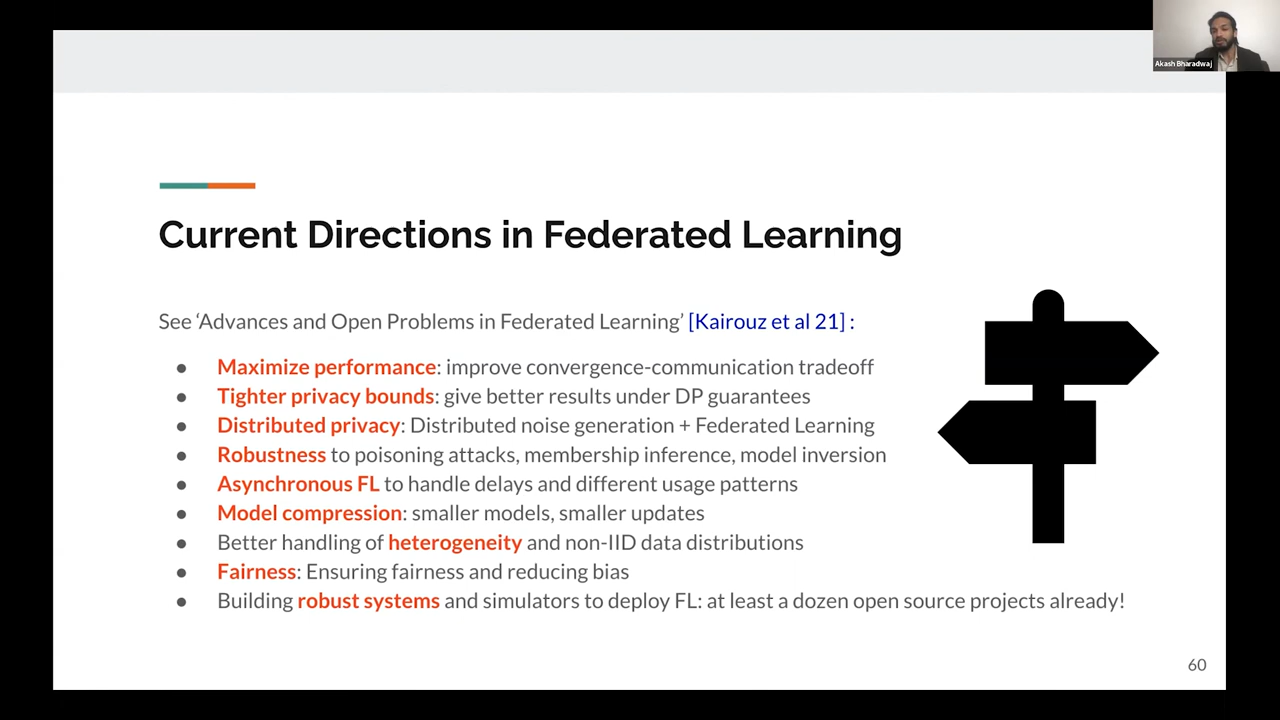 Akash Bharadwaj
Current Directions in Federated Learning
See ‘Advances and Open Problems in Federated Learning’ [Kairouz et al 21] :
● Maximize performance: improve convergence-communication tradeoff
● Tighter privacy bounds: give better results under DP guarantees
● Distributed privacy: Distributed noise generation + Federated Learning
● Robustness to poisoning attacks, membership inference, model inversion
● Asynchronous FL to handle delays and different usage patterns
● Model compression: smaller models, smaller updates
● Better handling of heterogeneity and non-IID data distributions
● Fairness: Ensuring fairness and reducing bias
● Building robust systems and simulators to deploy FL: at least a dozen open source projects already!
60